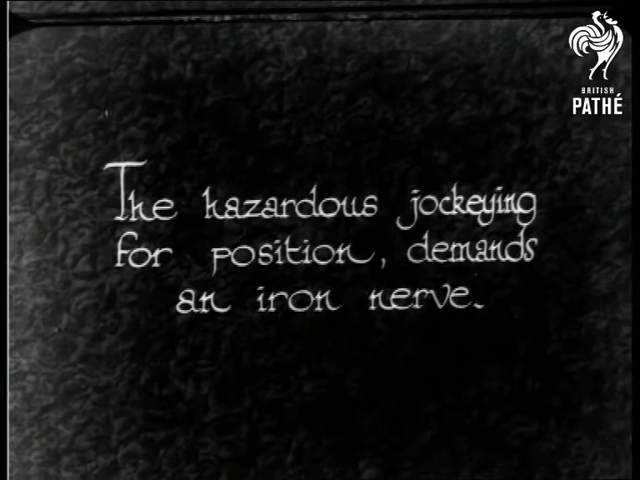 BRITISH
PATHÉ
The hazardous jockeying
for position, demands
an iron nerve.